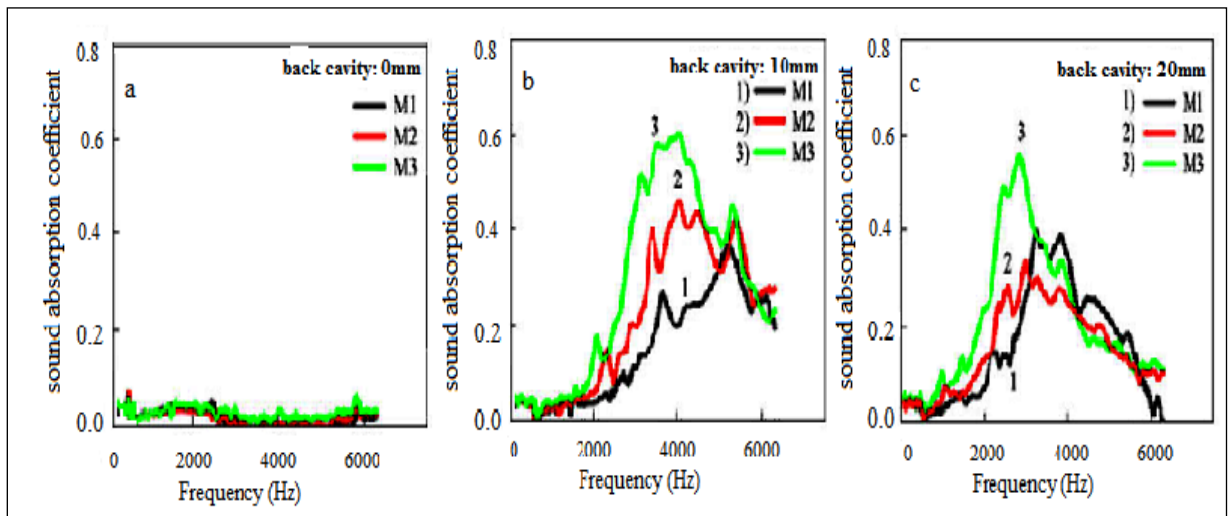 sound absorption coefficient
0.8
0.6
0.4
0.2
0.0
a
back cavity: 0mm
M1
M2
M3
0
2000
4000
6000
Frequency (Hz)
sound absorption coefficient
0.8
0.6
0.4
0.2
0.0
b
back cavity: 10mm
1) M1
2) M2
3) M3
3
2
1
0
2000
4000
6000
Frequency (Hz)
sound absorption coefficient
0.8
0.6
0.4
0.2
0.0
c
back cavity: 20mm
1) M1
2) M2
3) M3
3
2
1
0
2000
4000
6000
Frequency (Hz)